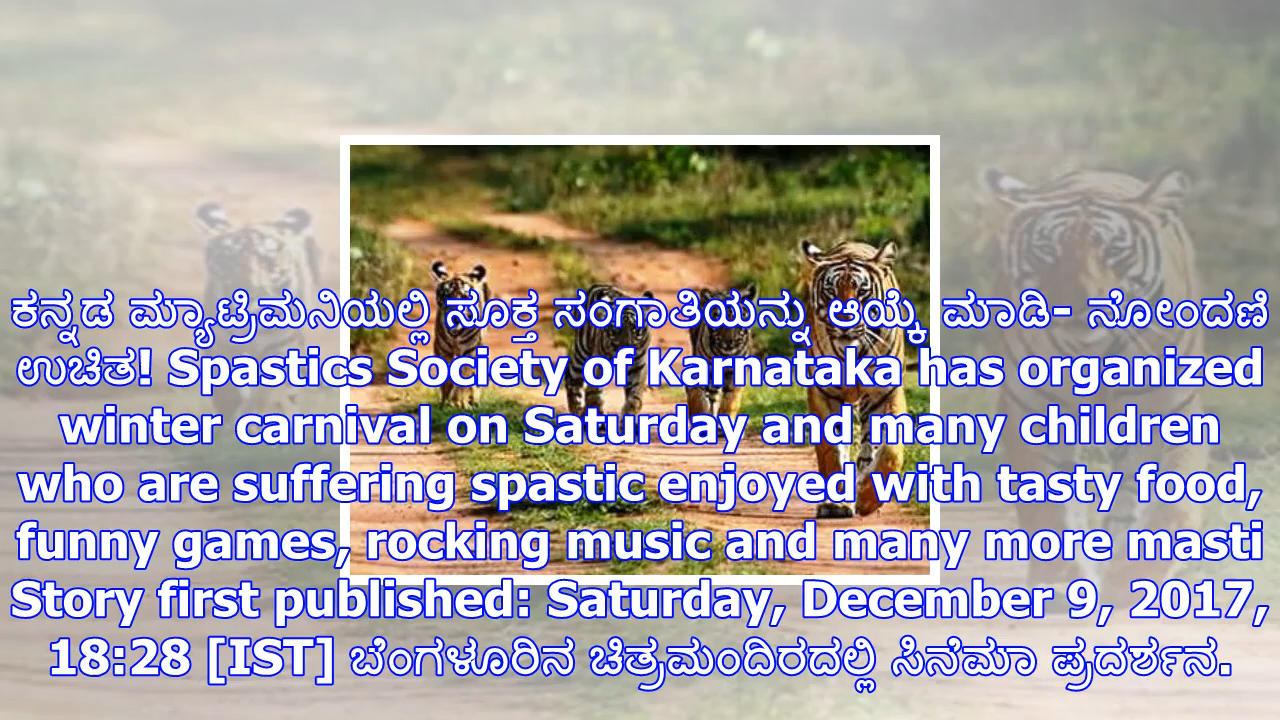 ಕನ್ನಡ ಮ್ಯಾಟ್ರಿಮನಿಯಲ್ಲಿ ಸೂಕ್ತ ಸಂಗಾತಿಯನ್ನು ಆಯ್ಕೆ ಮಾಡಿ- ನೋಂದಣಿ
ಉಚಿತ! Spastics Society of Karnataka has organized
winter carnival on Saturday and many children
who are suffering spastic enjoyed with tasty food,
funny games, rocking music and many more masti
Story first published: Saturday, December 9, 2017,
18:28 [IST] ಬೆಂಗಳೂರಿನ ಚಿತ್ರಮಂದಿರದಲ್ಲಿ ಸಿನೆಮಾ ಪ್ರದರ್ಶನ.